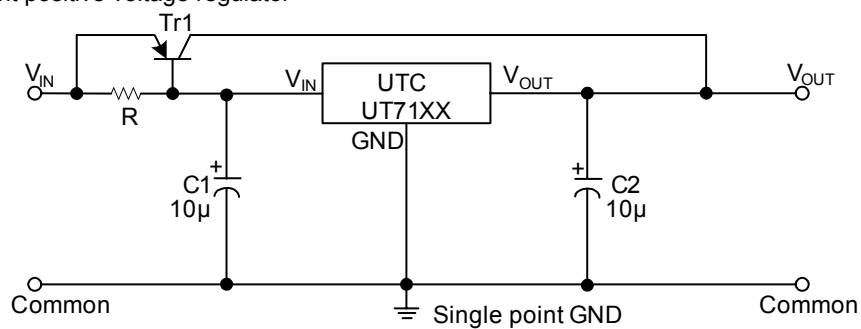 positive voltage regulator
Tr1
VIN
R
VIN
UTC
UT71XX
GND
VOUT
VOUT
C1
10µ
+
C2
10µ
+
Common
Single point GND
Common